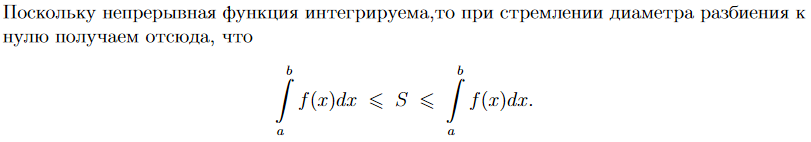 Поскольку непрерывная функция интегрируема,то при стремлении диаметра разбиения к
нулю получаем отсюда, что
∫_a^b f(x)dx ⩽ S ⩽ ∫_a^b f(x)dx.